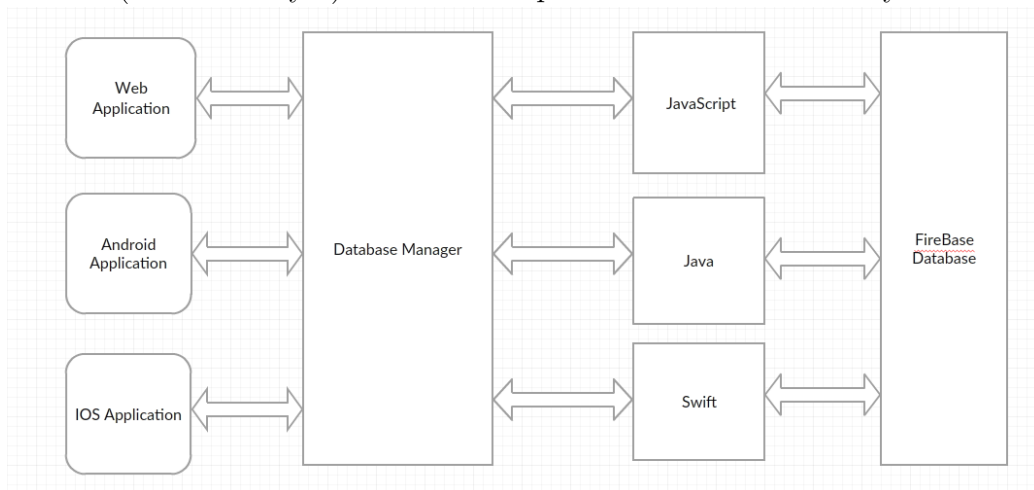 Web
Application
Database Manager
JavaScript
Android
Application
Java
FireBase
Database
IOS Application
Swift